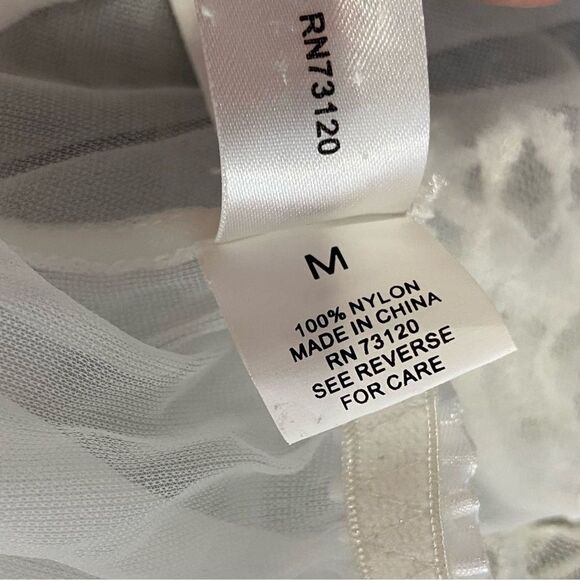 RN73120
M
100% NYLON
MADE IN CHINA
RN 73120
SEE REVERSE
FOR CARE